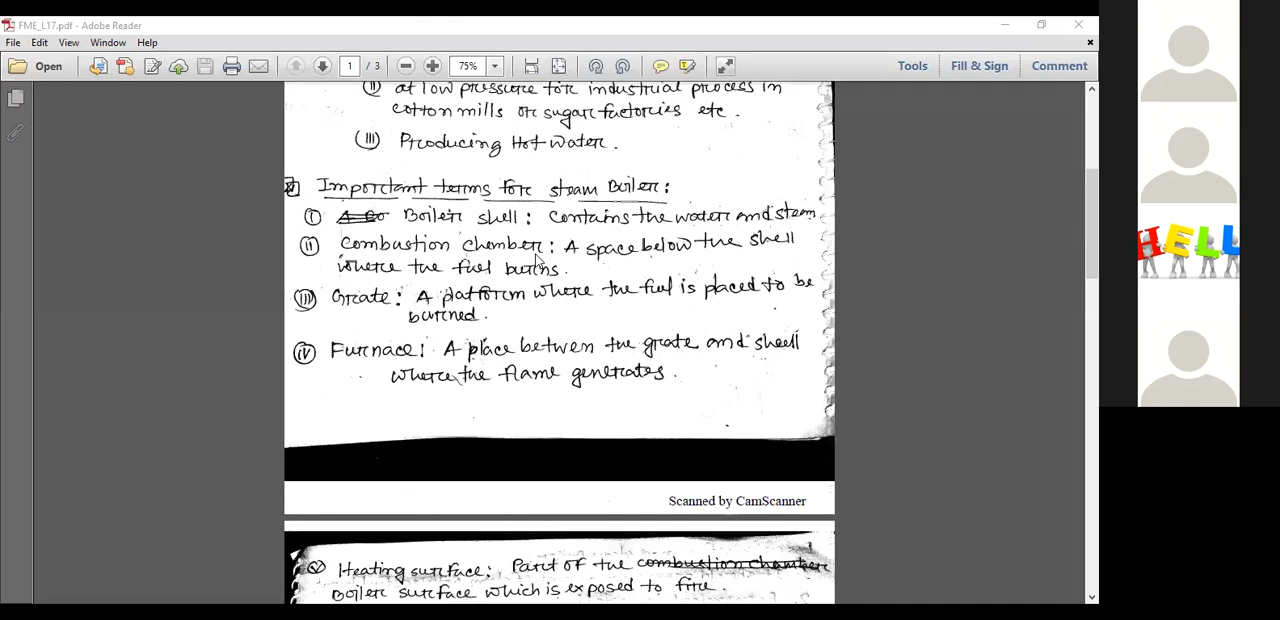 FME_L17.pdf - Adobe Reader
File Edit View Window Help
Open 1 / 3 75% Tools Fill & Sign Comment
(II) at low pressure for industrial process in
cotton mills or sugar factories etc.
(III) Producing Hot water.
Important terms for steam Boiler:
(i) Boiler shell: Contains the water and steam
(ii) Combustion chamber: A space below the shell
where the fuel burns.
(iii) Grate: A platform where the fuel is placed to be
burned.
(iv) Furnace: A place betwen the grate and shell
where the flame generates.
Scanned by CamScanner
(v) Heating surface: Part of the combustion chamber
Boiler surface which is exposed to fire.
HELL